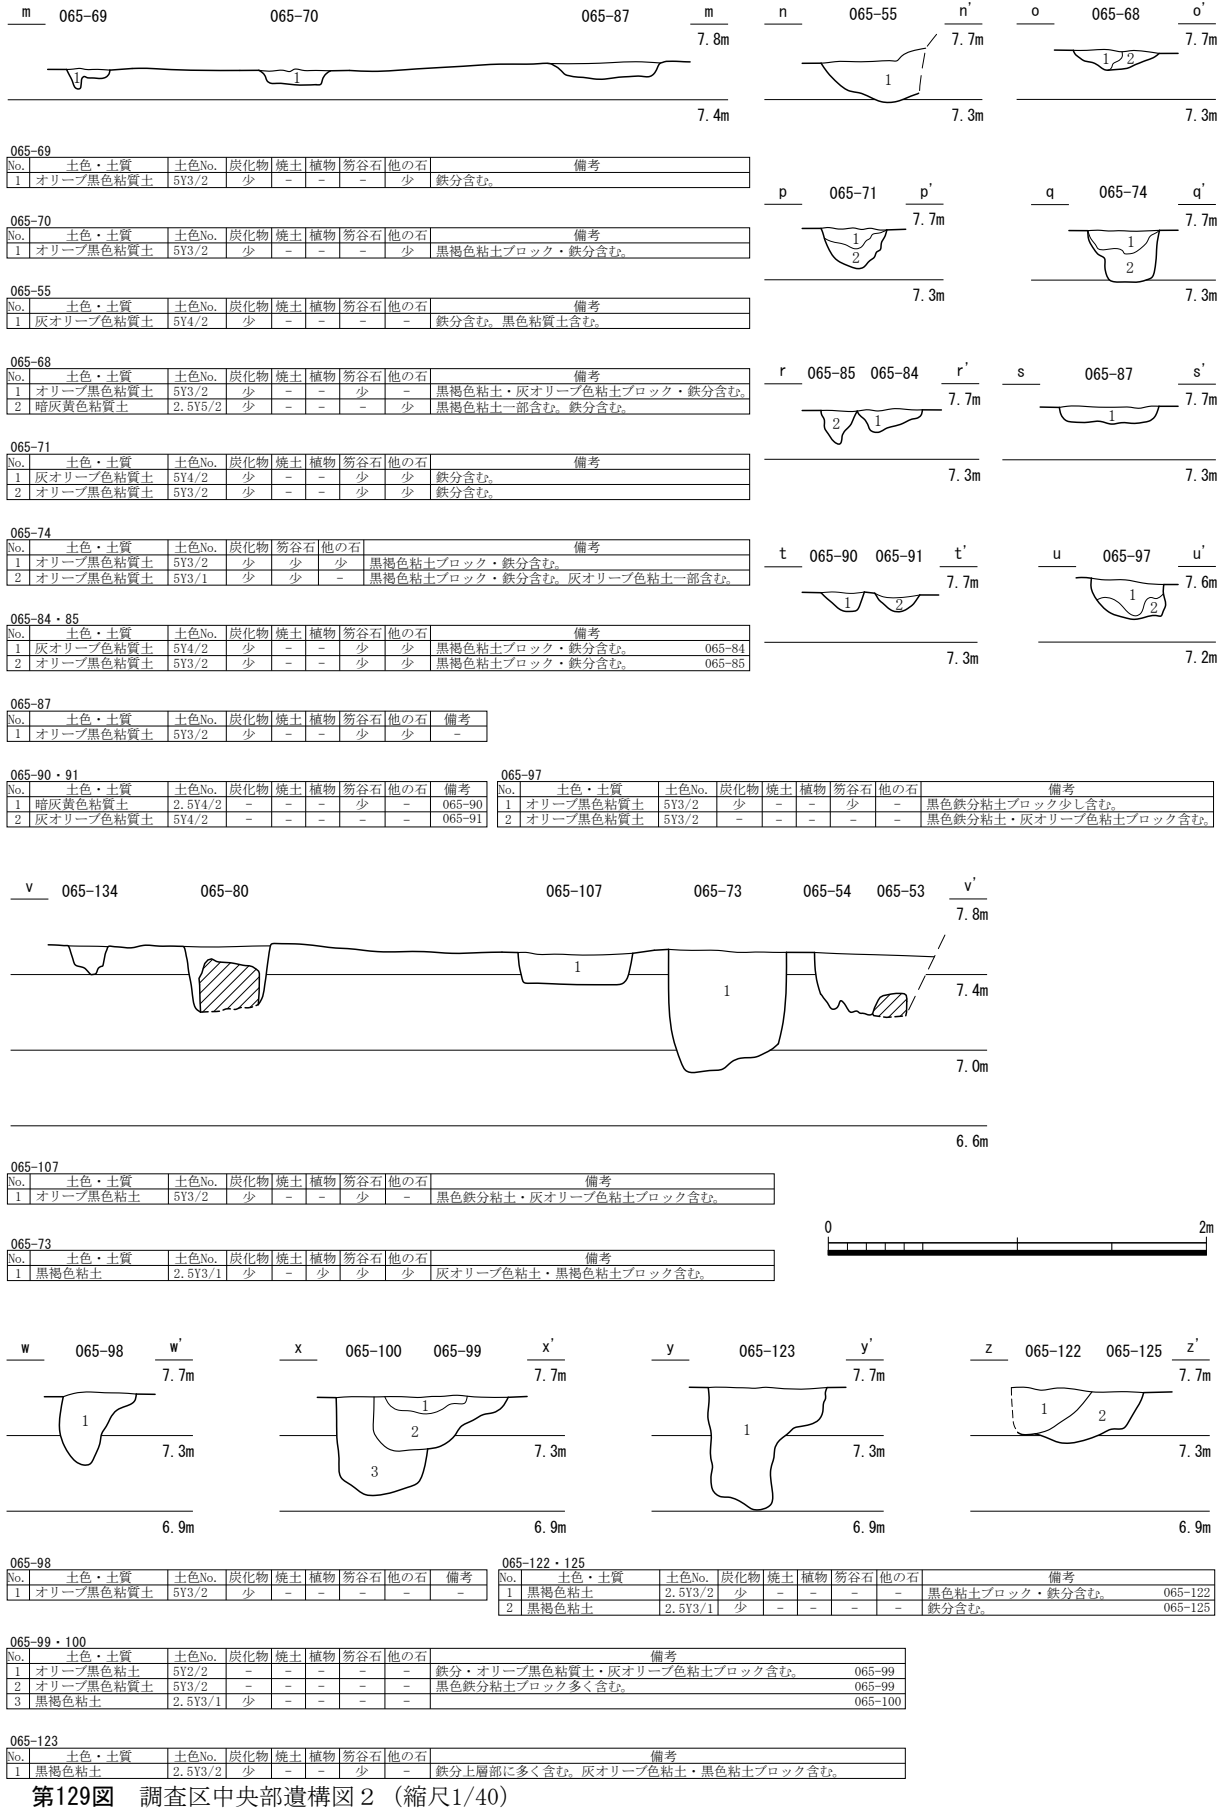 m 065-69 065-70 065-87 m
7.8m
1 1
7.4m
n 065-55 n'
7.7m
1
7.3m
o 065-68 o'
7.7m
1 2
7.3m
065-69
No. 土色・土質 土色No. 炭化物 焼土 植物 笏谷石 他の石 備考
1 オリーブ黒色粘質土 5Y3/2 少 - - - 少 鉄分含む。
065-70
No. 土色・土質 土色No. 炭化物 焼土 植物 笏谷石 他の石 備考
1 オリーブ黒色粘質土 5Y3/2 少 - - - 少 黒褐色粘土ブロック・鉄分含む。
065-55
No. 土色・土質 土色No. 炭化物 焼土 植物 笏谷石 他の石 備考
1 灰オリーブ色粘質土 5Y4/2 少 - - - - 鉄分含む。黒色粘質土含む。
065-68
No. 土色・土質 土色No. 炭化物 焼土 植物 笏谷石 他の石 備考
1 オリーブ黒色粘質土 5Y3/2 少 - - 少 - 黒褐色粘土・灰オリーブ色粘土ブロック・鉄分含む。
2 暗灰黄色粘質土 2.5Y5/2 少 - - - 少 黒褐色粘土一部含む。鉄分含む。
065-71
No. 土色・土質 土色No. 炭化物 焼土 植物 笏谷石 他の石 備考
1 灰オリーブ色粘質土 5Y4/2 少 - - 少 少 鉄分含む。
2 オリーブ黒色粘質土 5Y3/2 少 - - 少 少 鉄分含む。
065-74
No. 土色・土質 土色No. 炭化物 笏谷石 他の石 備考
1 オリーブ黒色粘質土 5Y3/2 少 少 少 黒褐色粘土ブロック・鉄分含む。
2 オリーブ黒色粘質土 5Y3/1 少 少 - 黒褐色粘土ブロック・鉄分含む。灰オリーブ色粘土一部含む。
065-84・85
No. 土色・土質 土色No. 炭化物 焼土 植物 笏谷石 他の石 備考
1 灰オリーブ色粘質土 5Y4/2 少 - - 少 少 黒褐色粘土ブロック・鉄分含む。 065-84
2 オリーブ黒色粘質土 5Y3/2 少 - - 少 少 黒褐色粘土ブロック・鉄分含む。 065-85
065-87
No. 土色・土質 土色No. 炭化物 焼土 植物 笏谷石 他の石 備考
1 オリーブ黒色粘質土 5Y3/2 少 - - 少 少 -
p 065-71 p'
7.7m
1
2
7.3m
q 065-74 q'
7.7m
1
2
7.3m
r 065-85 065-84 r'
7.7m
2 1
7.3m
s 065-87 s'
7.7m
1
7.3m
t 065-90 065-91 t'
7.7m
1 2
7.3m
u 065-97 u'
7.6m
1
2
7.2m
065-90・91
No. 土色・土質 土色No. 炭化物 焼土 植物 笏谷石 他の石 備考
1 暗灰黄色粘質土 2.5Y4/2 - - - 少 - 065-90
2 灰オリーブ色粘質土 5Y4/2 - - - - - 065-91
065-97
No. 土色・土質 土色No. 炭化物 焼土 植物 笏谷石 他の石 備考
1 オリーブ黒色粘質土 5Y3/2 少 - - 少 - 黒色鉄分粘土ブロック少し含む。
2 オリーブ黒色粘質土 5Y3/2 - - - - - 黒色鉄分粘土・灰オリーブ色粘土ブロック含む。
v 065-134 065-80 065-107 065-73 065-54 065-53 v'
7.8m
1
1
7.4m
7.0m
6.6m
065-107
No. 土色・土質 土色No. 炭化物 焼土 植物 笏谷石 他の石 備考
1 オリーブ黒色粘土 5Y3/2 少 - - 少 - 黒色鉄分粘土・灰オリーブ色粘土ブロック含む。
065-73
No. 土色・土質 土色No. 炭化物 焼土 植物 笏谷石 他の石 備考
1 黒褐色粘土 2.5Y3/1 少 - 少 少 少 灰オリーブ色粘土・黒褐色粘土ブロック含む。
0 2m
w 065-98 w'
7.7m
1
7.3m
6.9m
x 065-100 065-99 x'
7.7m
1
2
7.3m
3
6.9m
y 065-123 y'
7.7m
1
7.3m
6.9m
z 065-122 065-125 z'
7.7m
1 2
7.3m
6.9m
065-98
No. 土色・土質 土色No. 炭化物 焼土 植物 笏谷石 他の石 備考
1 オリーブ黒色粘質土 5Y3/2 少 - - - - -
065-122・125
No. 土色・土質 土色No. 炭化物 焼土 植物 笏谷石 他の石 備考
1 黒褐色粘土 2.5Y3/2 少 - - - - 黒色粘土ブロック・鉄分含む。 065-122
2 黒褐色粘土 2.5Y3/1 少 - - - - 鉄分含む。 065-125
065-99・100
No. 土色・土質 土色No. 炭化物 焼土 植物 笏谷石 他の石 備考
1 オリーブ黒色粘土 5Y2/2 - - - - - 鉄分・オリーブ黒色粘質土・灰オリーブ色粘土ブロック含む。 065-99
2 オリーブ黒色粘質土 5Y3/2 - - - - - 黒色鉄分粘土ブロック多く含む。 065-99
3 黒褐色粘土 2.5Y3/1 少 - - - - 065-100
065-123
No. 土色・土質 土色No. 炭化物 焼土 植物 笏谷石 他の石 備考
1 黒褐色粘土 2.5Y3/2 少 - - 少 - 鉄分上層部に多く含む。灰オリーブ色粘土・黒色粘土ブロック含む。
第129図 調査区中央部遺構図2（縮尺1/40）